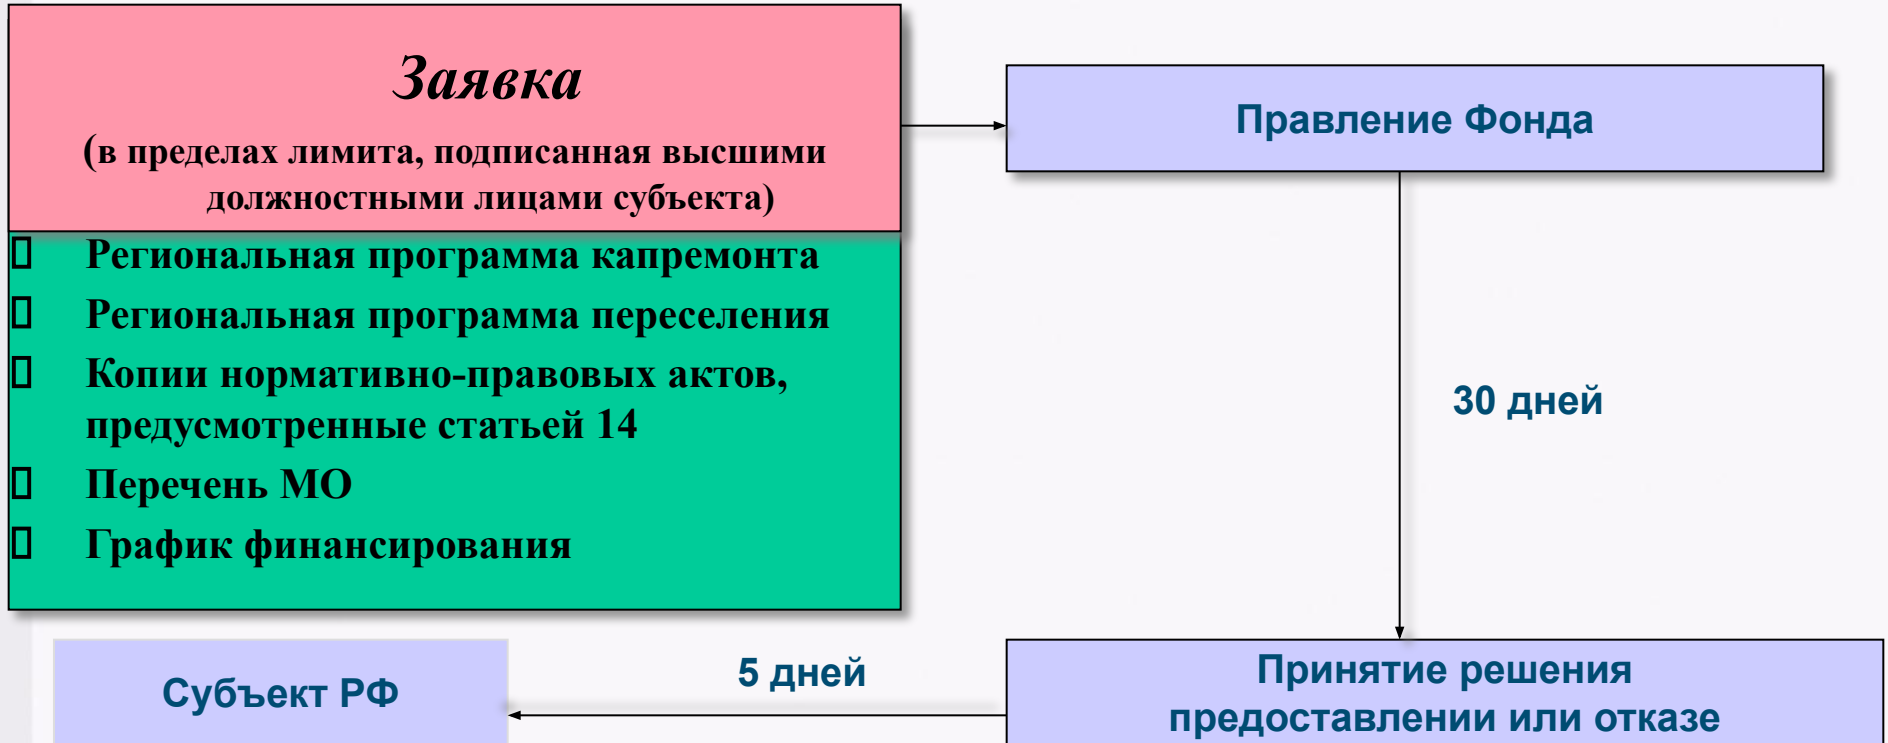 Заявка
(в пределах лимита, подписанная высшими
должностными лицами субъекта)
Региональная программа капремонта
Региональная программа переселения
Копии нормативно-правовых актов,
предусмотренные статьей 14
Перечень МО
График финансирования
Правление Фонда
30 дней
Принятие решения
предоставлении или отказе
5 дней
Субъект РФ